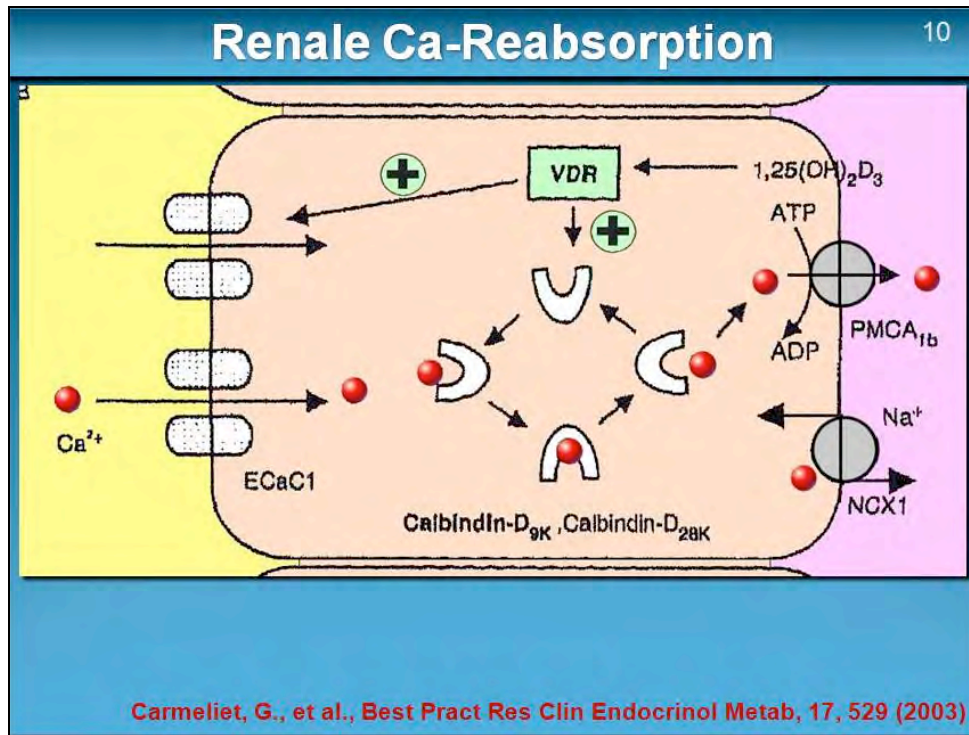 Renale Ca-Reabsorption
10
VDR
1,25(OH)₂D₃
ATP
ADP
PMCA₁b
Ca²⁺
ECaC1
Na⁺
NCX1
Calbindin-D₉K, Calbindin-D₂₈K
Carmeliet, G., et al., Best Pract Res Clin Endocrinol Metab, 17, 529 (2003)